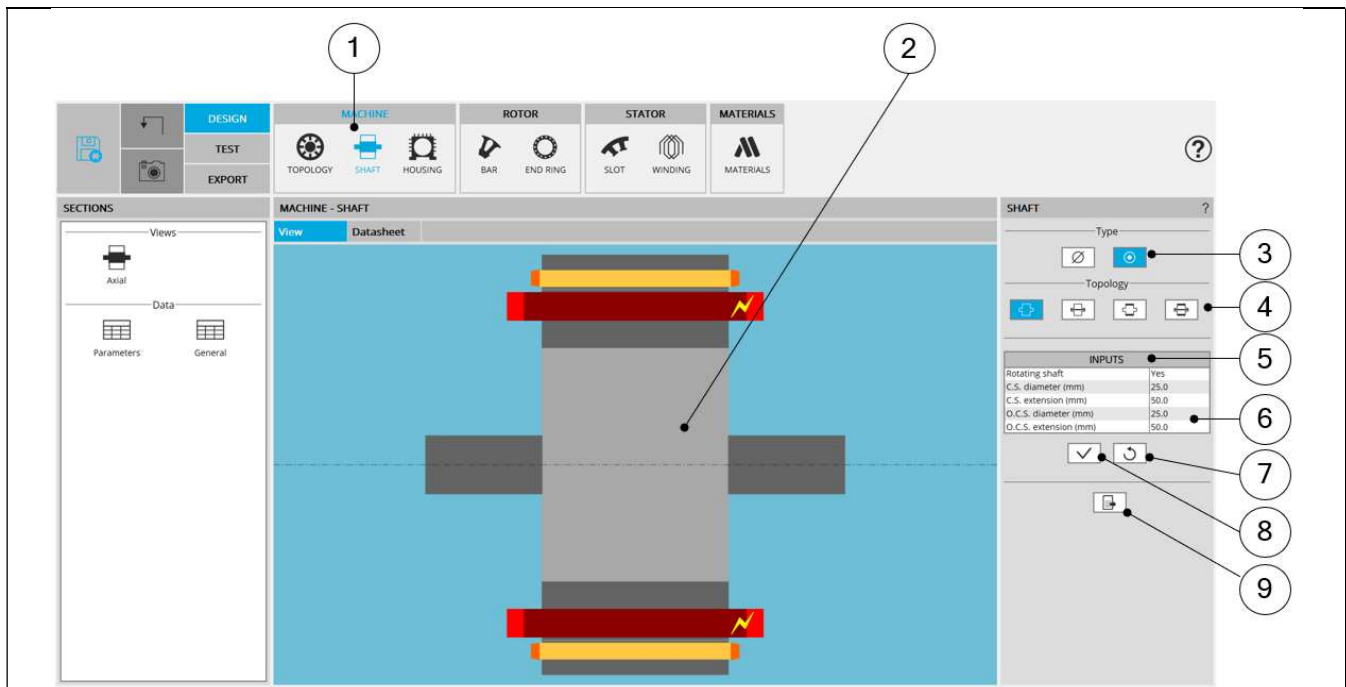 1
2
DESIGN
TEST
EXPORT
MACHINE
TOPOLOGY
SHAFT
HOUSING
ROTOR
BAR
END RING
STATOR
SLOT
WINDING
MATERIALS
MATERIALS
?
SECTIONS
Views
Axial
Data
Parameters
General
MACHINE - SHAFT
View
Datasheet
SHAFT
?
Type
Topology
INPUTS
Rotating shaft Yes
C.S. diameter (mm) 25.0
C.S. extension (mm) 50.0
O.C.S. diameter (mm) 25.0
O.C.S. extension (mm) 50.0
3
4
5
6
7
8
9